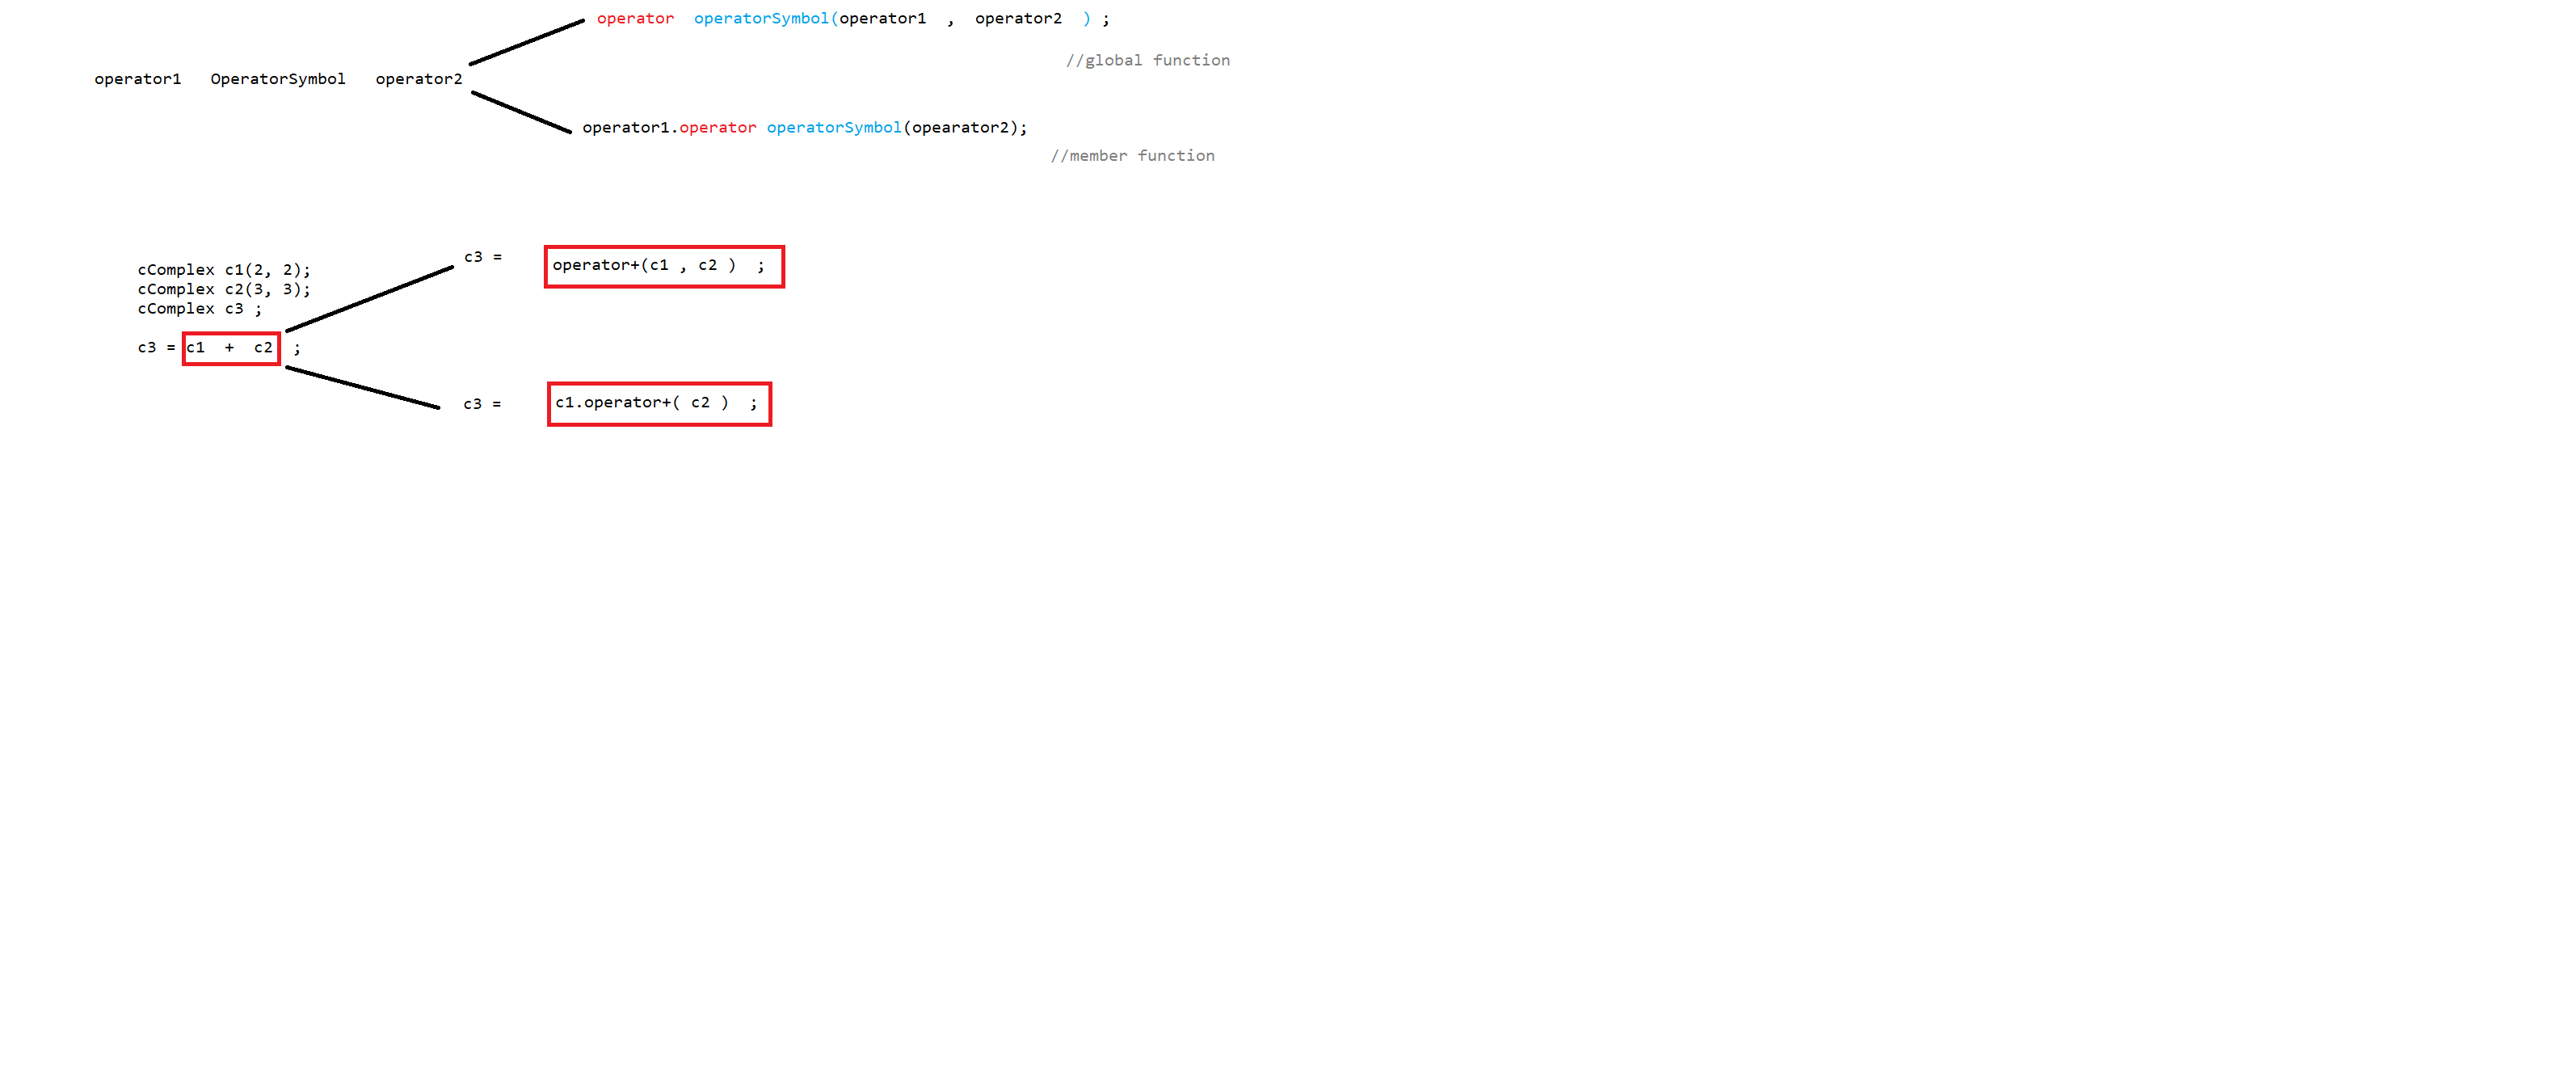 operator operatorSymbol(operator1 , operator2 ) ;
//global function
operator1 OperatorSymbol operator2
operator1.operator operatorSymbol(opearator2);
//member function
cComplex c1(2, 2);
cComplex c2(3, 3);
cComplex c3 ;
c3 = c1 + c2 ;
c3 = operator+(c1 , c2 ) ;
c3 = c1.operator+( c2 ) ;